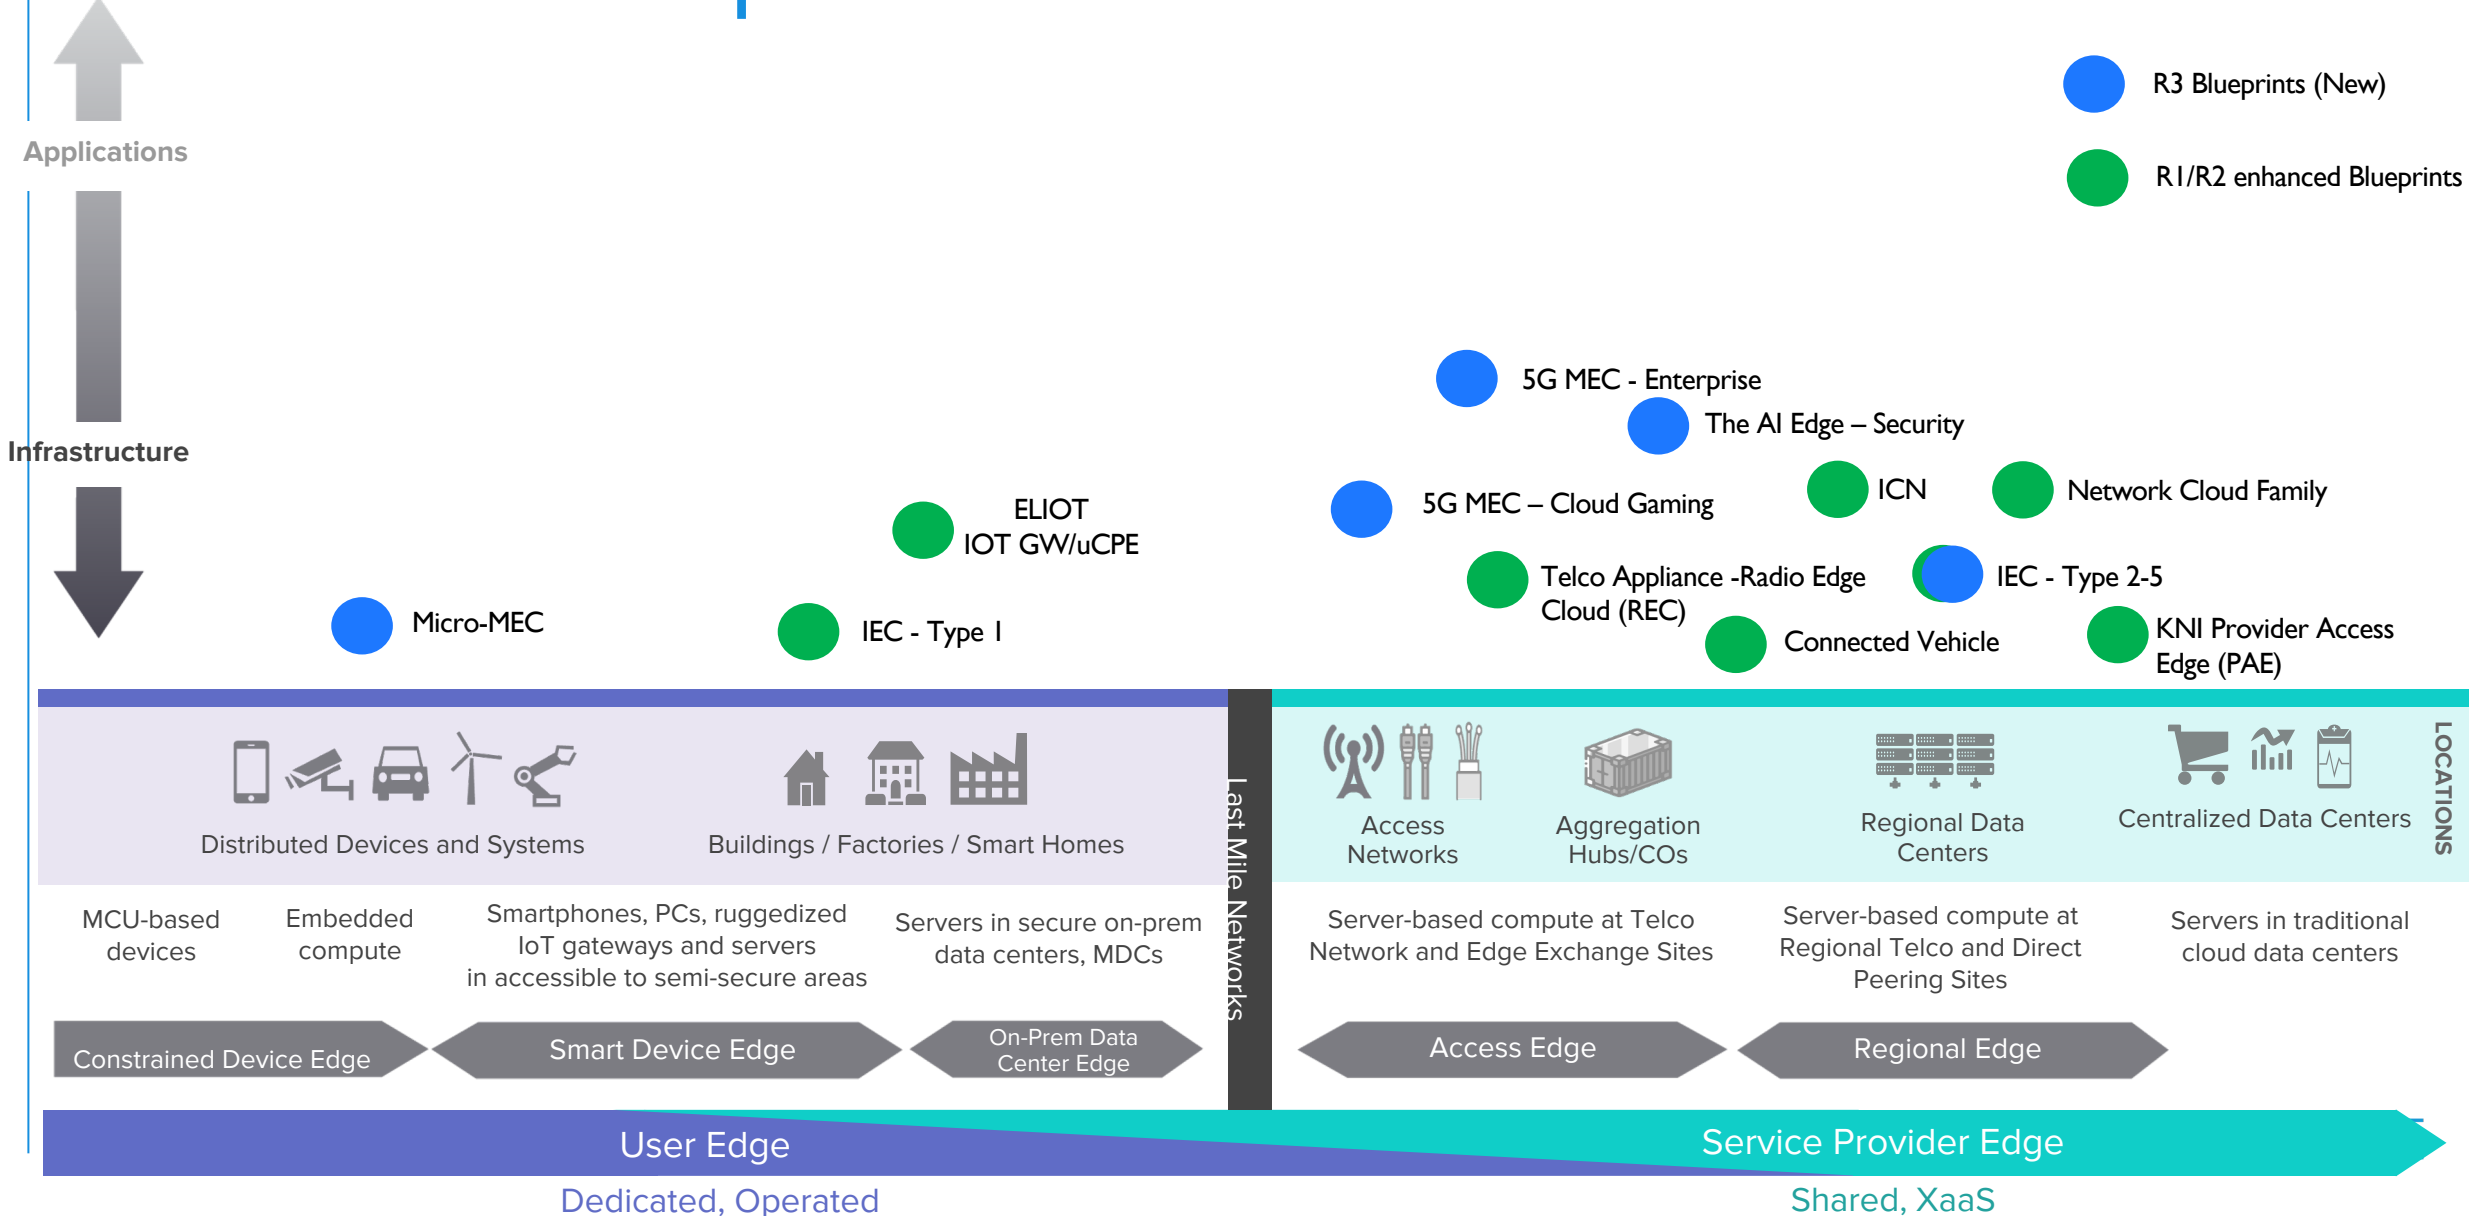 R3 Blueprints (New)
R1/R2 enhanced Blueprints
Applications
Infrastructure
5G MEC - Enterprise
The AI Edge – Security
5G MEC – Cloud Gaming
ICN
Network Cloud Family
ELIOT
IOT GW/uCPE
Telco Appliance -Radio Edge
Cloud (REC)
IEC - Type 2-5
Micro-MEC
IEC - Type 1
Connected Vehicle
KNI Provider Access
Edge (PAE)
Distributed Devices and Systems
Buildings / Factories / Smart Homes
Last Mile Networks
Access
Networks
Aggregation
Hubs/COs
Regional Data
Centers
Centralized Data Centers
LOCATIONS
MCU-based
devices
Embedded
compute
Smartphones, PCs, ruggedized
IoT gateways and servers
in accessible to semi-secure areas
Servers in secure on-prem
data centers, MDCs
Server-based compute at Telco
Network and Edge Exchange Sites
Server-based compute at
Regional Telco and Direct
Peering Sites
Servers in traditional
cloud data centers
Constrained Device Edge
Smart Device Edge
On-Prem Data
Center Edge
Access Edge
Regional Edge
User Edge
Service Provider Edge
Dedicated, Operated
Shared, XaaS